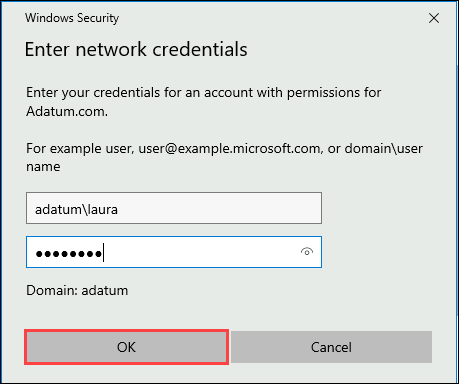 Windows Security
Enter network credentials
Enter your credentials for an account with permissions for
Adatum.com.
For example user, user@example.microsoft.com, or domain\user
name
adatum\laura
●●●●●●●●
Domain: adatum
OK
Cancel